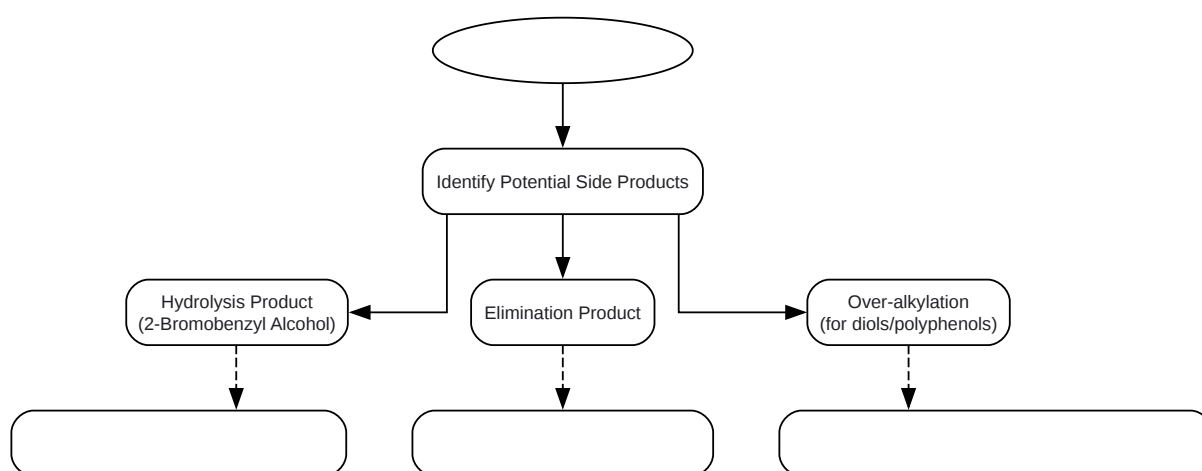 Identify Potential Side Products
Hydrolysis Product
(2-Bromobenzyl Alcohol)
Elimination Product
Over-alkylation
(for diols/polyphenols)